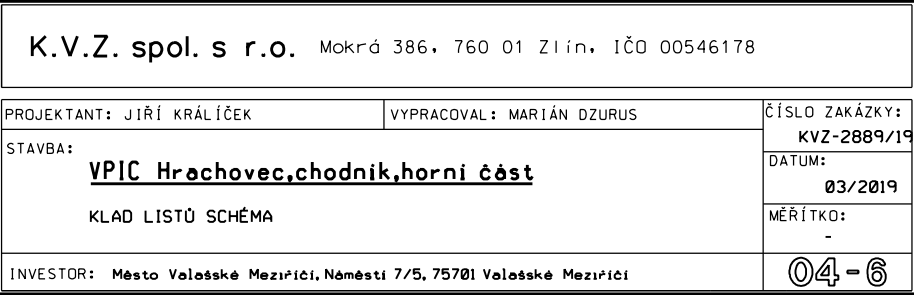 K.V.Z. spol. s r.o. Mokrá 386, 760 01 Zlín, IČO 00546178
PROJEKTANT: JIŘÍ KRÁLÍČEK
VYPRACOVAL: MARIÁN DZURUS
ČÍSLO ZAKÁZKY:
KVZ-2889/19
STAVBA:
VPIC Hrachovec,chodník,horní část
KLAD LISTŮ SCHÉMA
DATUM:
03/2019
MĚŘÍTKO:
-
INVESTOR: Město Valašské Meziříčí, Náměstí 7/5, 75701 Valašské Meziříčí
04-6